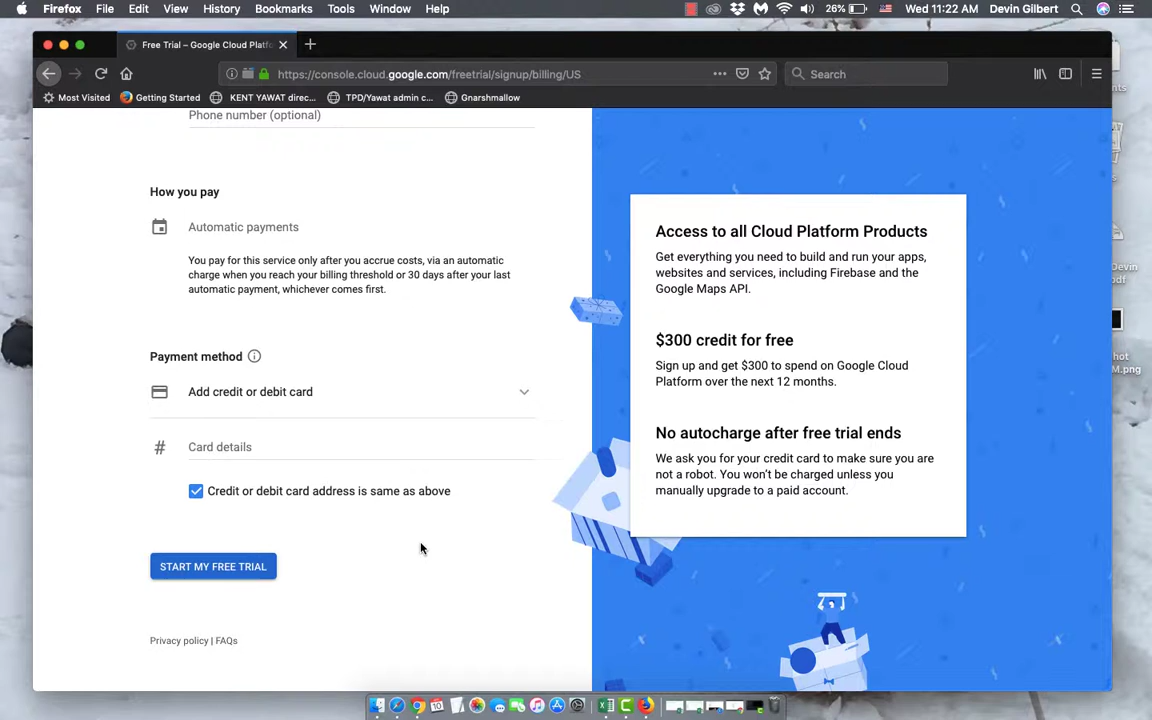 Firefox File Edit View History Bookmarks Tools Window Help 26% Wed 11:22 AM Devin Gilbert
Free Trial – Google Cloud Platfo
https://console.cloud.google.com/freetrial/signup/billing/US
Search
Most Visited Getting Started KENT YAWAT direc... TPD/Yawat admin c... Gnarshmallow
Phone number (optional)
How you pay
Automatic payments
You pay for this service only after you accrue costs, via an automatic
charge when you reach your billing threshold or 30 days after your last
automatic payment, whichever comes first.
Payment method
Add credit or debit card
# Card details
Credit or debit card address is same as above
START MY FREE TRIAL
Privacy policy | FAQs
Access to all Cloud Platform Products
Get everything you need to build and run your apps,
websites and services, including Firebase and the
Google Maps API.
$300 credit for free
Sign up and get $300 to spend on Google Cloud
Platform over the next 12 months.
No autocharge after free trial ends
We ask you for your credit card to make sure you are
not a robot. You won't be charged unless you
manually upgrade to a paid account.
Devin
M.png